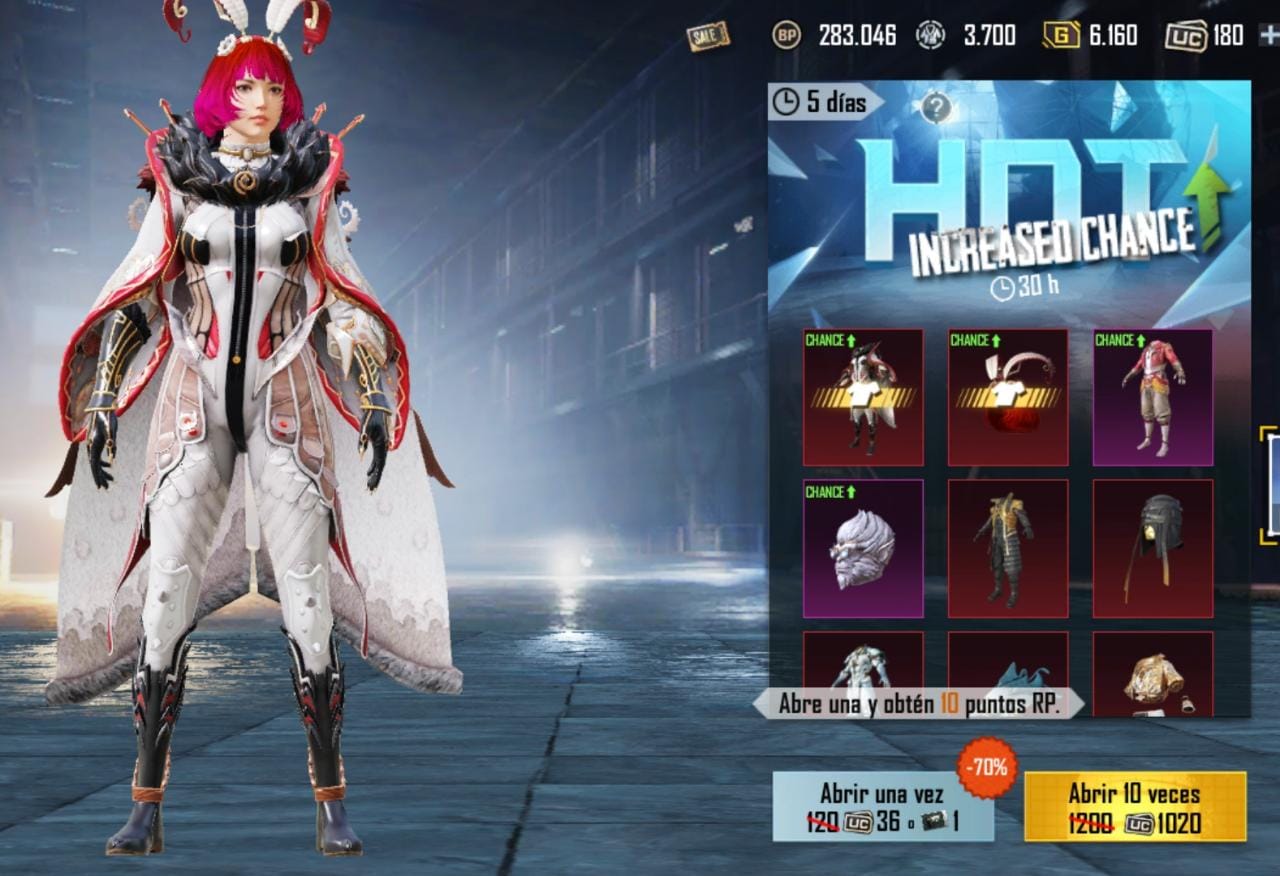 SALE BP 283.046 3.700 G 6.160 UC 180 +
5 días ?
HOT
INCREASED CHANCE
30 h
CHANCE CHANCE CHANCE
CHANCE
Abre una y obtén 10 puntos RP.
-70%
Abrir una vez
120 UC 36 o 1
Abrir 10 veces
1200 UC 1020